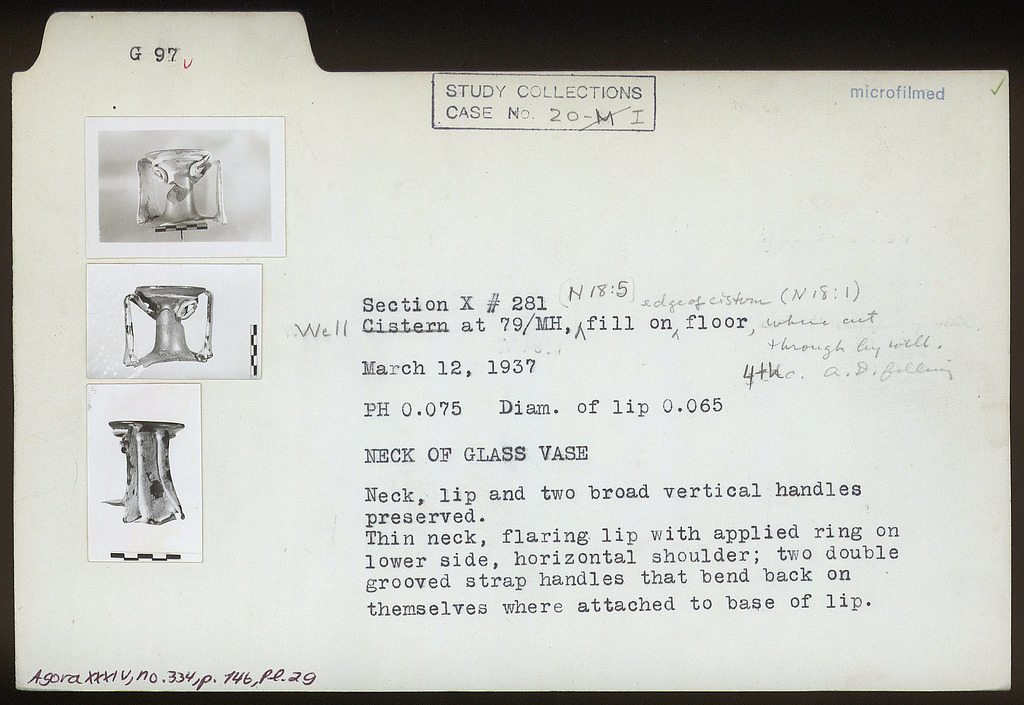 G 97
STUDY COLLECTIONS
CASE No. 20-M I
microfilmed
Section X # 281 (N 18:5) edge of cistern (N 18:1)
Well Cistern at 79/MH, fill on floor, where cut
through by well.
March 12, 1937 4th c. A.D. filling
PH 0.075 Diam. of lip 0.065
NECK OF GLASS VASE
Neck, lip and two broad vertical handles
preserved.
Thin neck, flaring lip with applied ring on
lower side, horizontal shoulder; two double
grooved strap handles that bend back on
themselves where attached to base of lip.
Agora XXXIV, no. 334, p. 146, Pl. 29